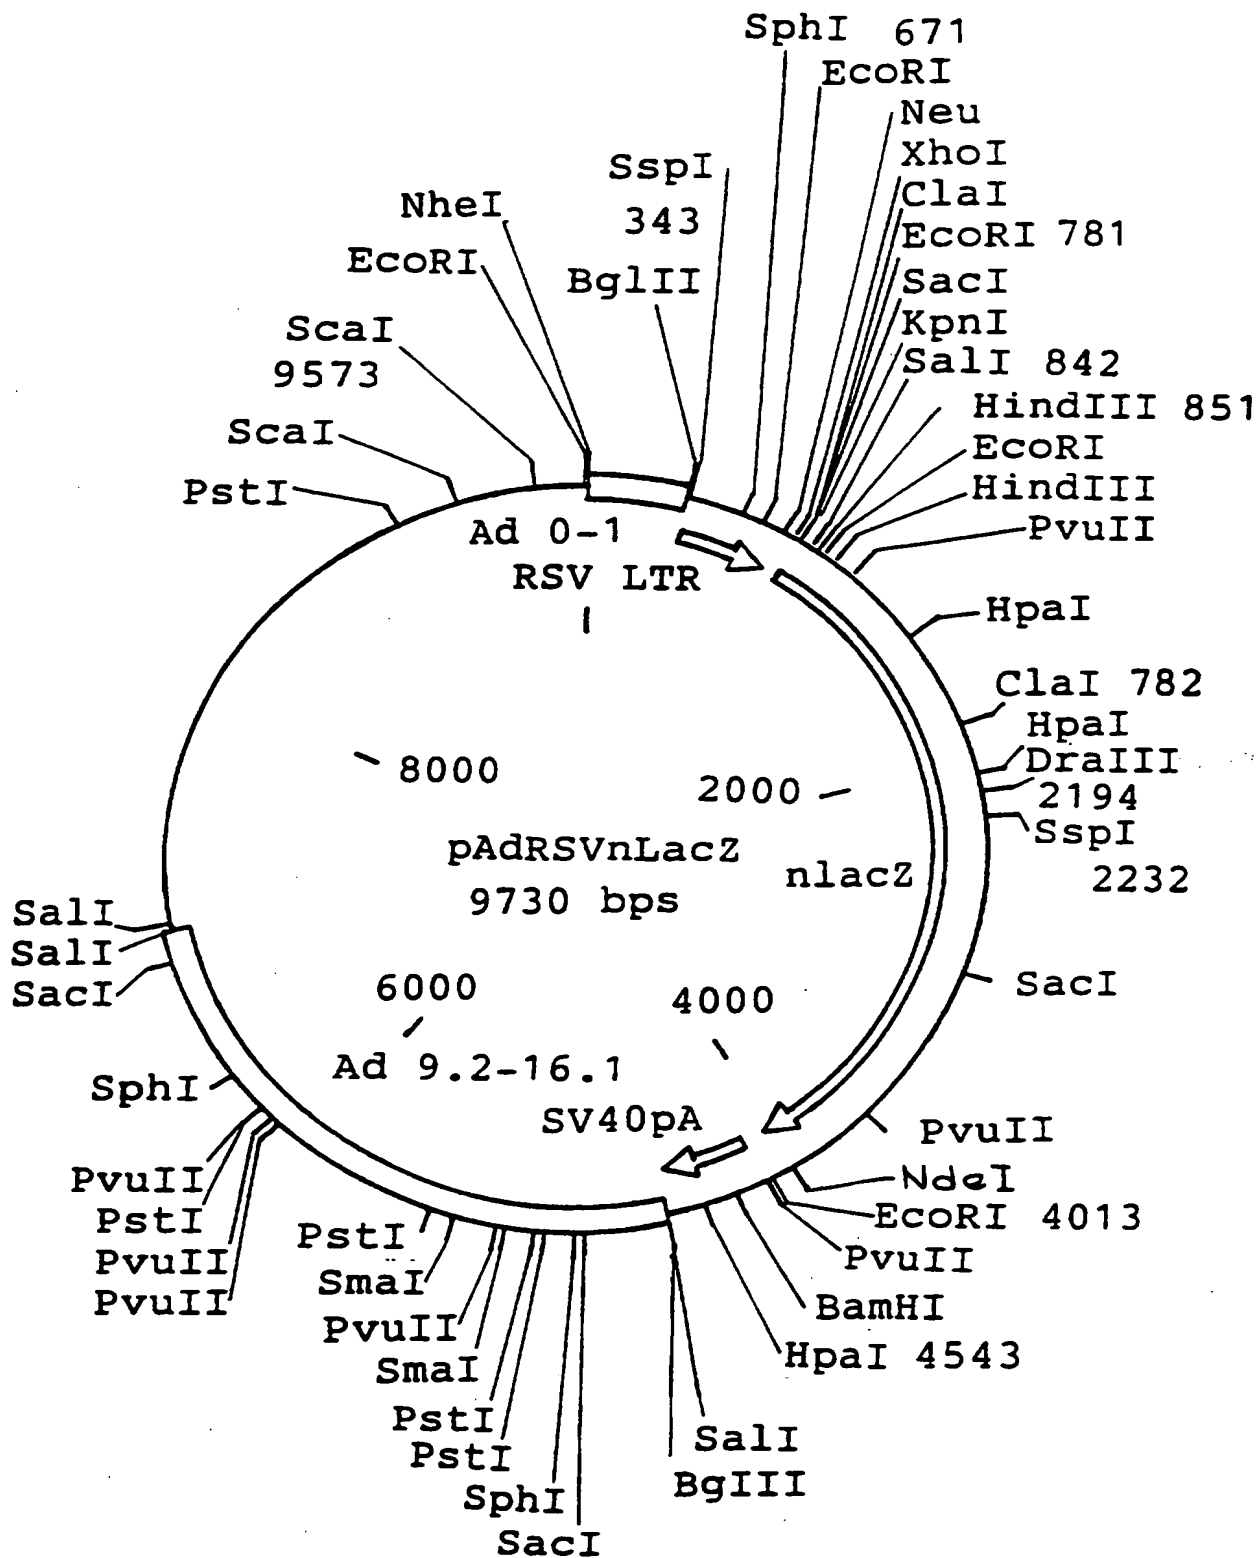 SphI 671
EcoRI
Neu
XhoI
ClaI
EcoRI 781
SacI
KpnI
SalI 842
HindIII 851
EcoRI
HindIII
PvuII
HpaI
ClaI 782
HpaI
DraIII
2194
SspI
2232
SacI
PvuII
NdeI
EcoRI 4013
PvuII
BamHI
HpaI 4543
SalI
BgIII
SacI
SphI
PstI
PstI
SmaI
PvuII
SmaI
PstI
PvuII
PvuII
PstI
PvuII
SphI
SacI
SalI
SalI
PstI
ScaI
ScaI
9573
EcoRI
NheI
BglII
SspI
343
Ad 0-1
RSV LTR
8000
2000
pAdRSVnLacZ
9730 bps
nlacZ
6000
4000
Ad 9.2-16.1
SV40pA